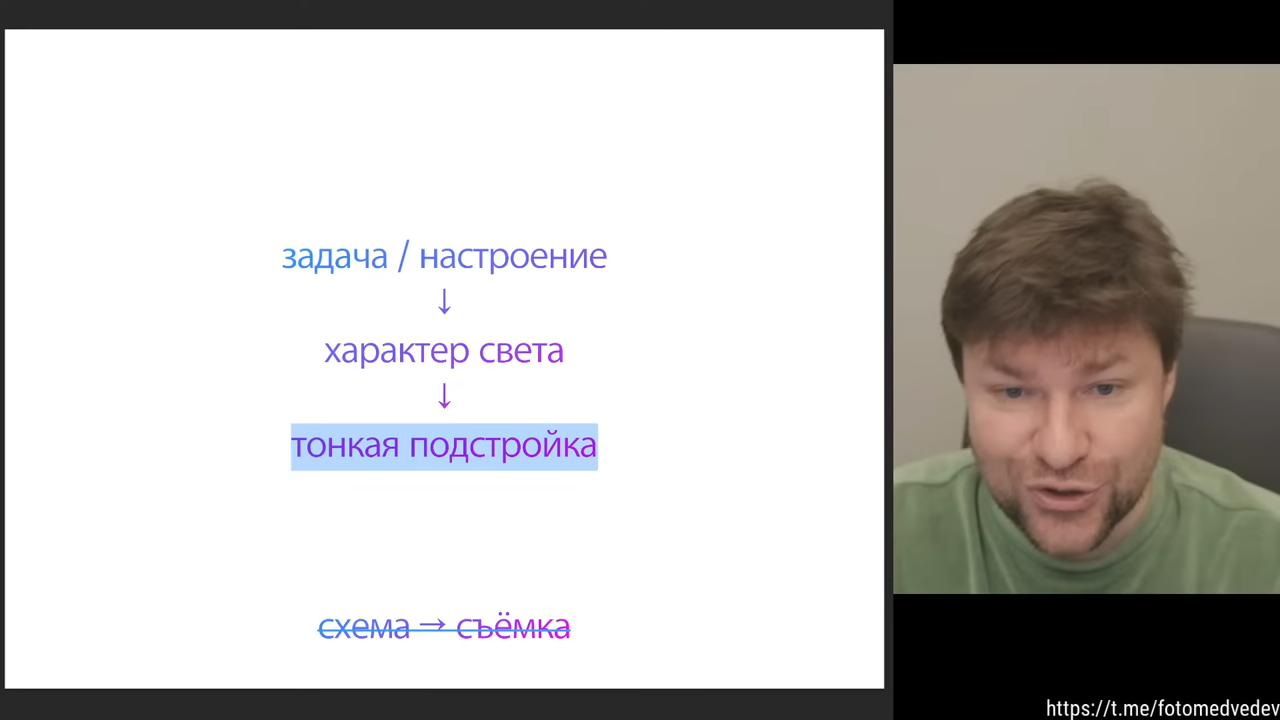 задача / настроение
↓
характер света
↓
тонкая подстройка
схема → съёмка
https://t.me/fotomedvedev